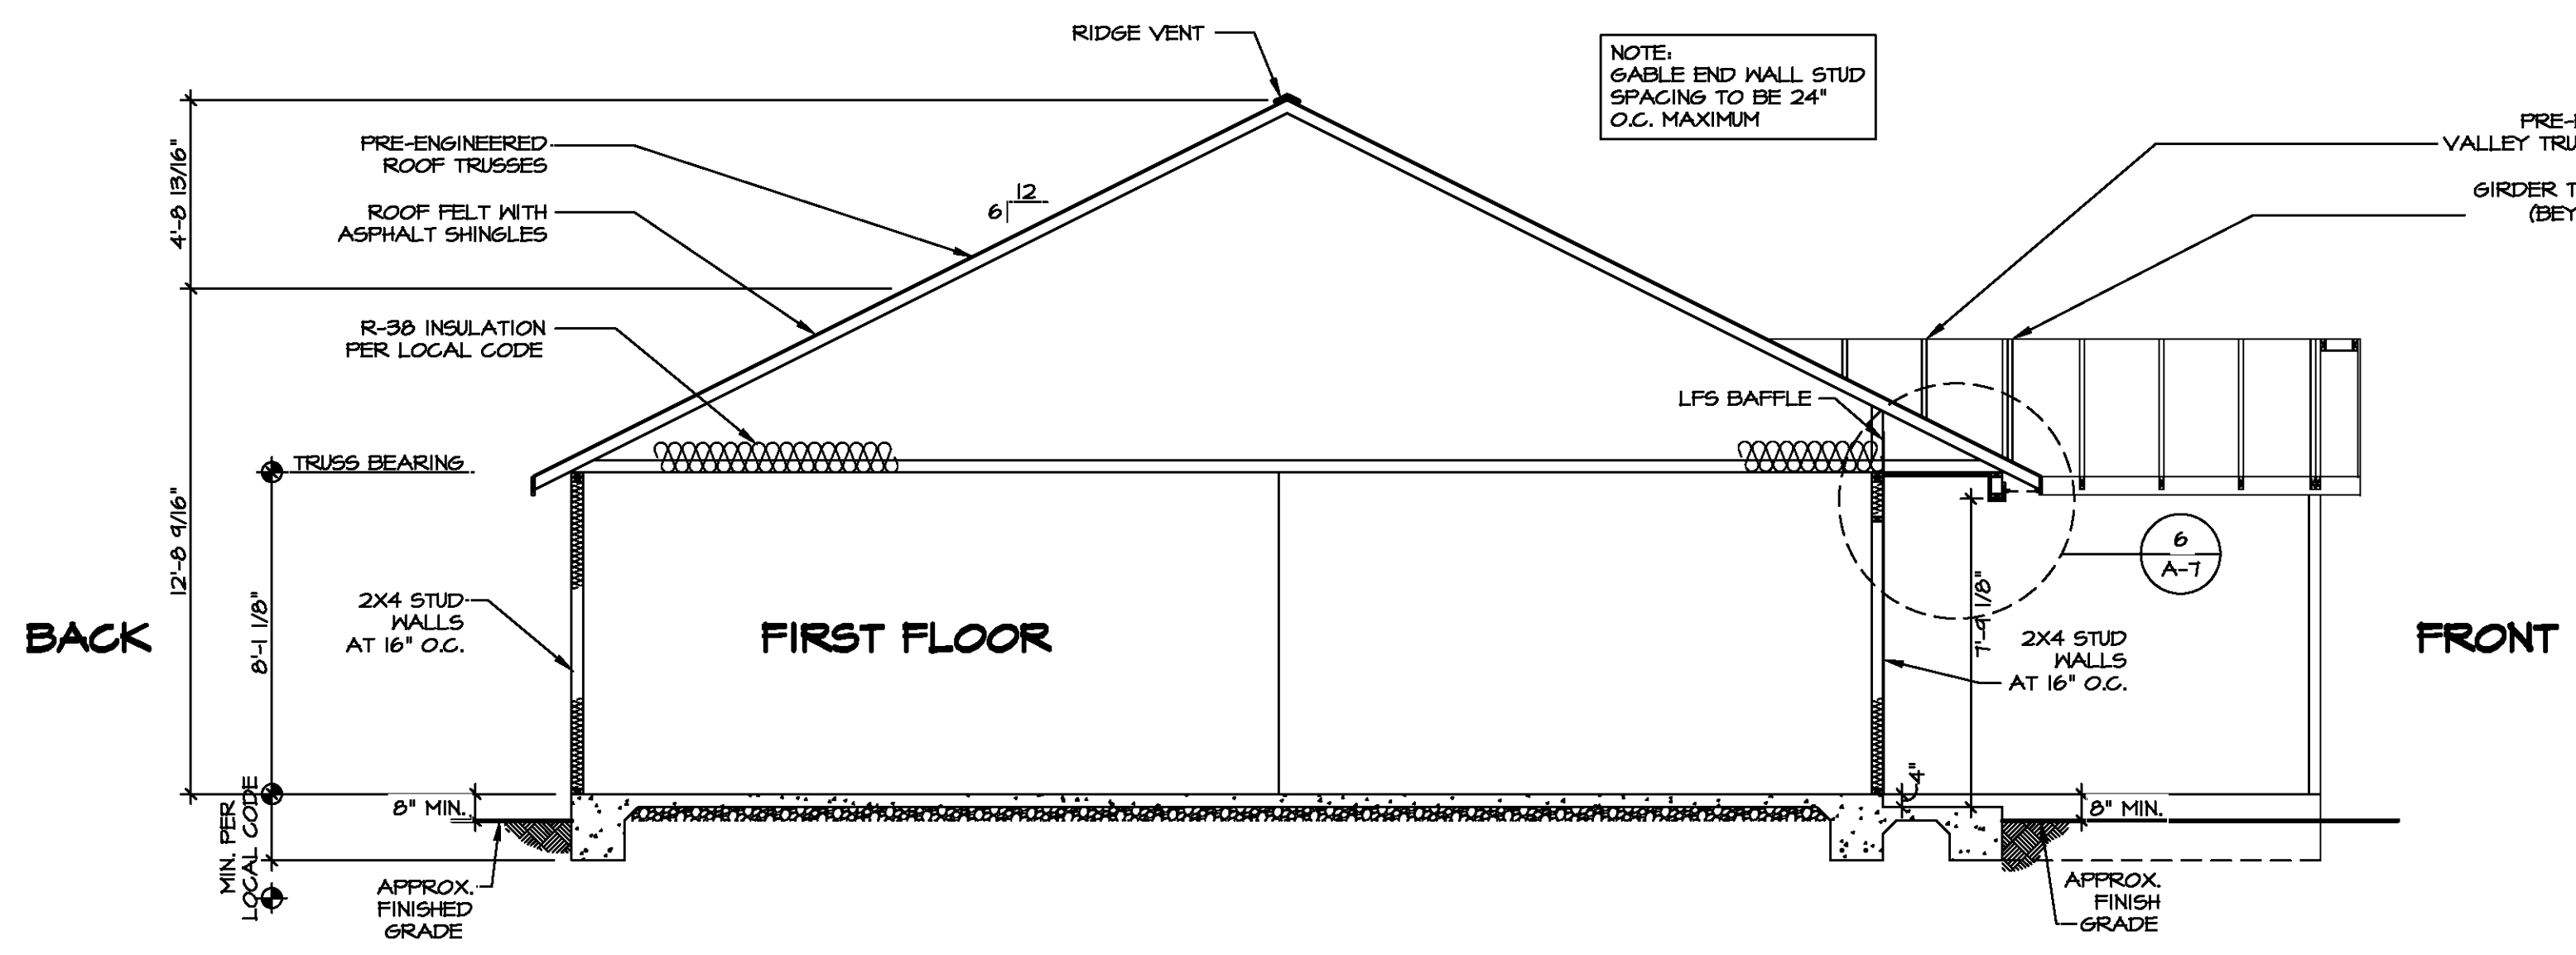 RIDGE VENT
NOTE:
GABLE END WALL STUD
SPACING TO BE 24"
O.C. MAXIMUM
PRE-ENGINEERED
ROOF TRUSSES
ROOF FELT WITH
ASPHALT SHINGLES
12
6
4'-8 13/16"
VALLEY
GIRDER
R-38 INSULATION
PER LOCAL CODE
LFS BAFFLE
TRUSS BEARING
12'-8 9/16"
8'-1 1/8"
6
A-7
7'-9 1/8"
2X4 STUD
WALLS
AT 16" O.C.
BACK
FIRST FLOOR
2X4 STUD
WALLS
AT 16" O.C.
FRONT
4"
8" MIN.
8" MIN.
MIN. PER
LOCAL CODE
APPROX.
FINISHED
GRADE
APPROX.
FINISH
GRADE